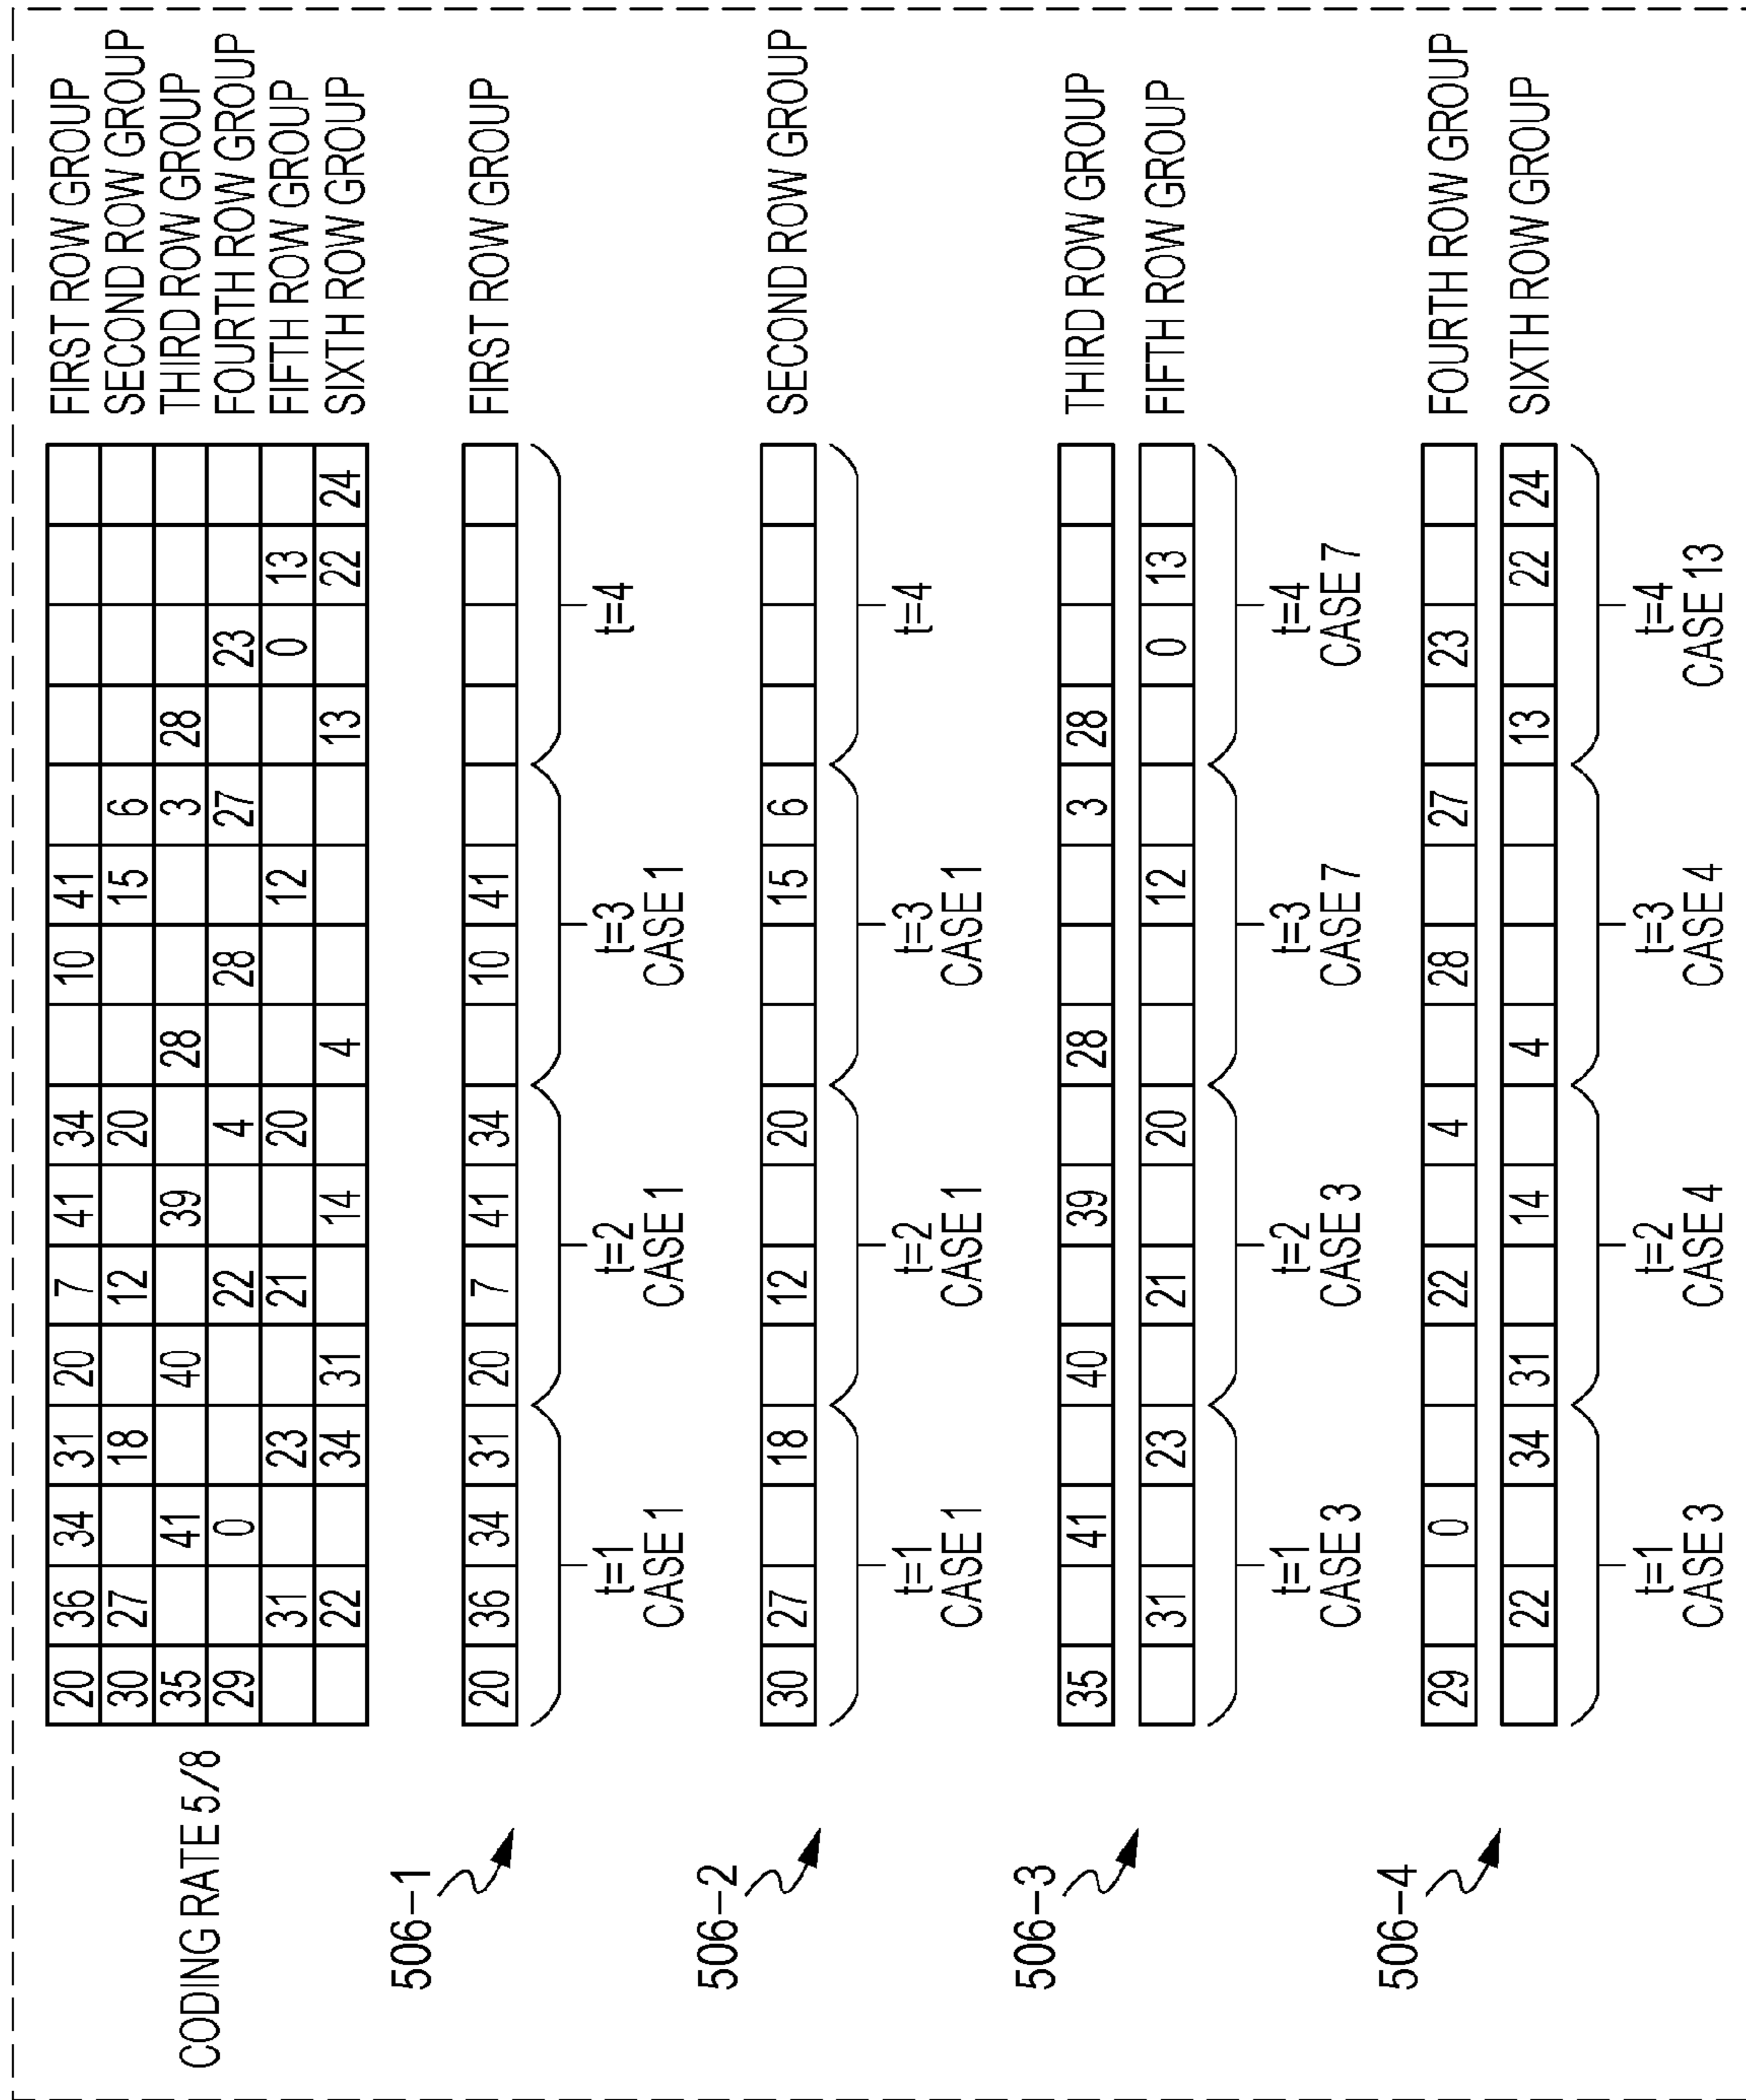 CODING RATE 5/8
20 36 34 31 20 7 41 34 10 41 FIRST ROW GROUP
30 27 18 12 20 15 6 SECOND ROW GROUP
35 41 40 39 28 3 28 THIRD ROW GROUP
29 0 22 4 28 27 23 FOURTH ROW GROUP
31 23 21 20 12 0 13 FIFTH ROW GROUP
22 34 31 14 4 13 22 24 SIXTH ROW GROUP
506-1
20 36 34 31 20 7 41 34 10 41 FIRST ROW GROUP
t=1 t=2 t=3 t=4
CASE 1 CASE 1 CASE 1
506-2
30 27 18 12 20 15 6 SECOND ROW GROUP
t=1 t=2 t=3 t=4
CASE 1 CASE 1 CASE 1
506-3
35 41 40 39 28 3 28 THIRD ROW GROUP
31 23 21 20 12 0 13 FIFTH ROW GROUP
t=1 t=2 t=3 t=4
CASE 3 CASE 3 CASE 7 CASE 7
506-4
29 0 22 4 28 27 23 FOURTH ROW GROUP
22 34 31 14 4 13 22 24 SIXTH ROW GROUP
t=1 t=2 t=3 t=4
CASE 3 CASE 4 CASE 4 CASE 13